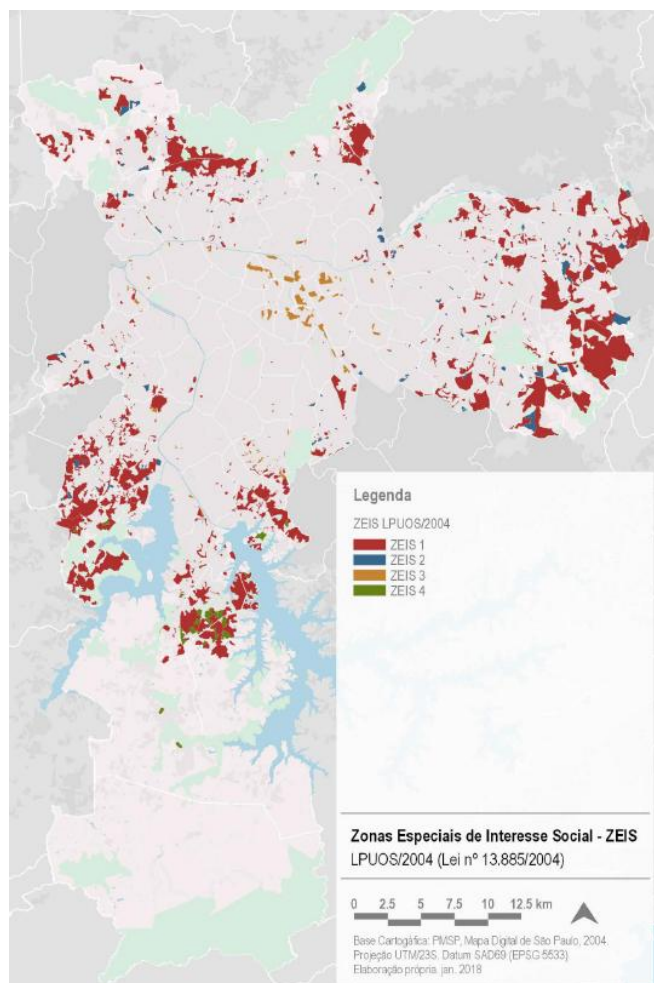 Legenda
ZEIS LPUOS/2004
ZEIS 1
ZEIS 2
ZEIS 3
ZEIS 4
Zonas Especiais de Interesse Social - ZEIS
LPUOS/2004 (Lei nº 13.885/2004)
0 2.5 5 7.5 10 12.5 km
Base Cartográfica: PMSP, Mapa Digital de São Paulo, 2004.
Projeção UTM/23S. Datum SAD69 (EPSG 5533)
Elaboração própria. jan. 2018